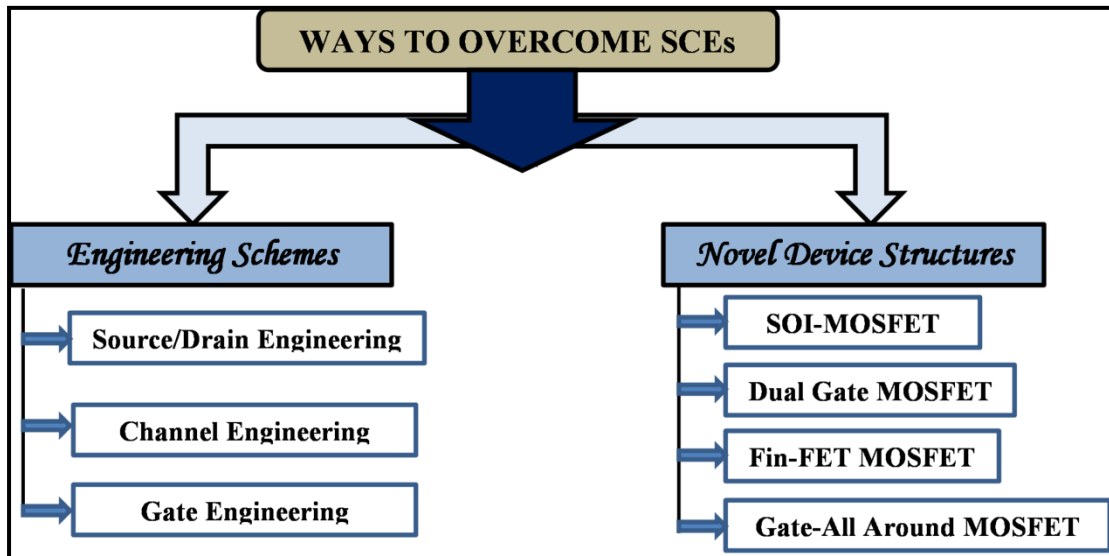 WAYS TO OVERCOME SCEs
Engineering Schemes
Source/Drain Engineering
Channel Engineering
Gate Engineering
Novel Device Structures
SOI-MOSFET
Dual Gate MOSFET
Fin-FET MOSFET
Gate-All Around MOSFET